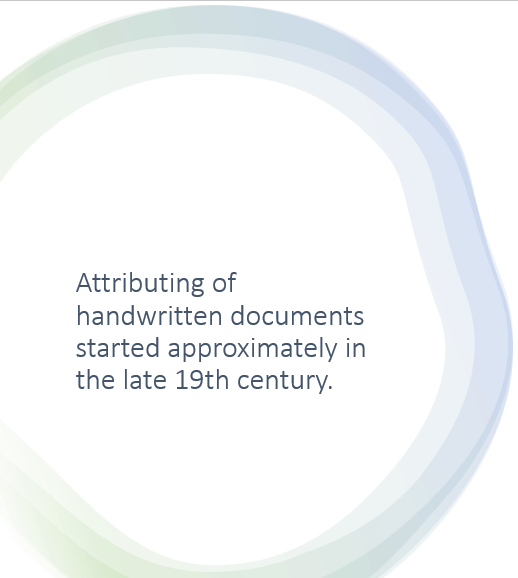 Attributing of
handwritten documents
started approximately in
the late 19th century.